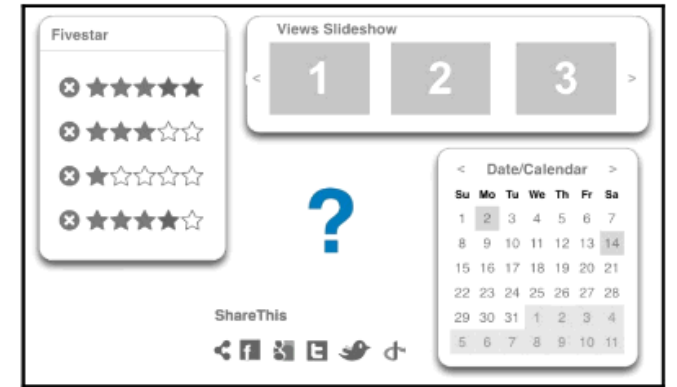 Fivestar
Views Slideshow
< 1 2 3 >
< Date/Calendar >
Su Mo Tu We Th Fr Sa
1 2 3 4 5 6 7
8 9 10 11 12 13 14
15 16 17 18 19 20 21
22 23 24 25 26 27 28
29 30 31 1 2 3 4
5 6 7 8 9 10 11
?
ShareThis